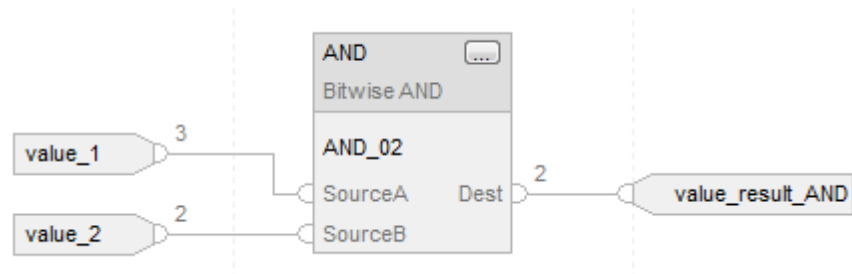 AND
...
Bitwise AND
3
value_1
AND_02
SourceA
Dest
2
value_result_AND
2
value_2
SourceB